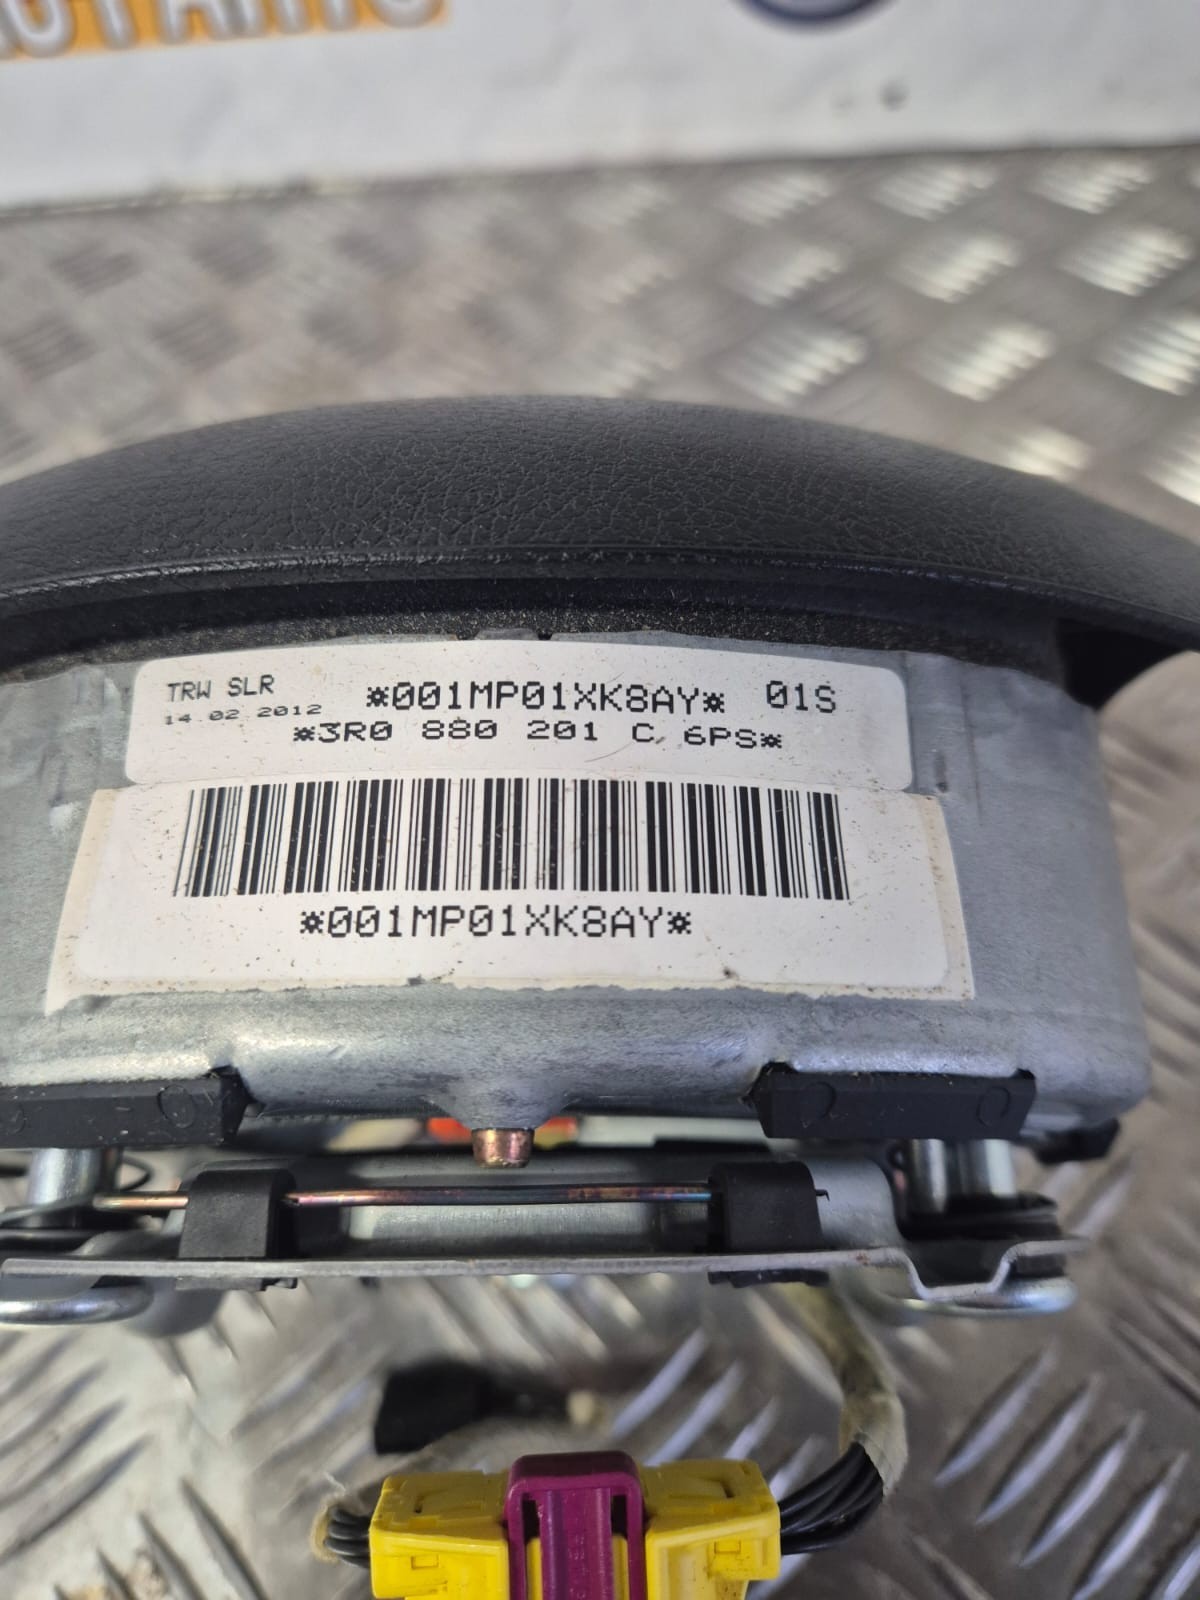 TRW SLR *001MP01XK8AY* 01S
14.02 2012
*3R0 880 201 C 6PS*
*001MP01XK8AY*